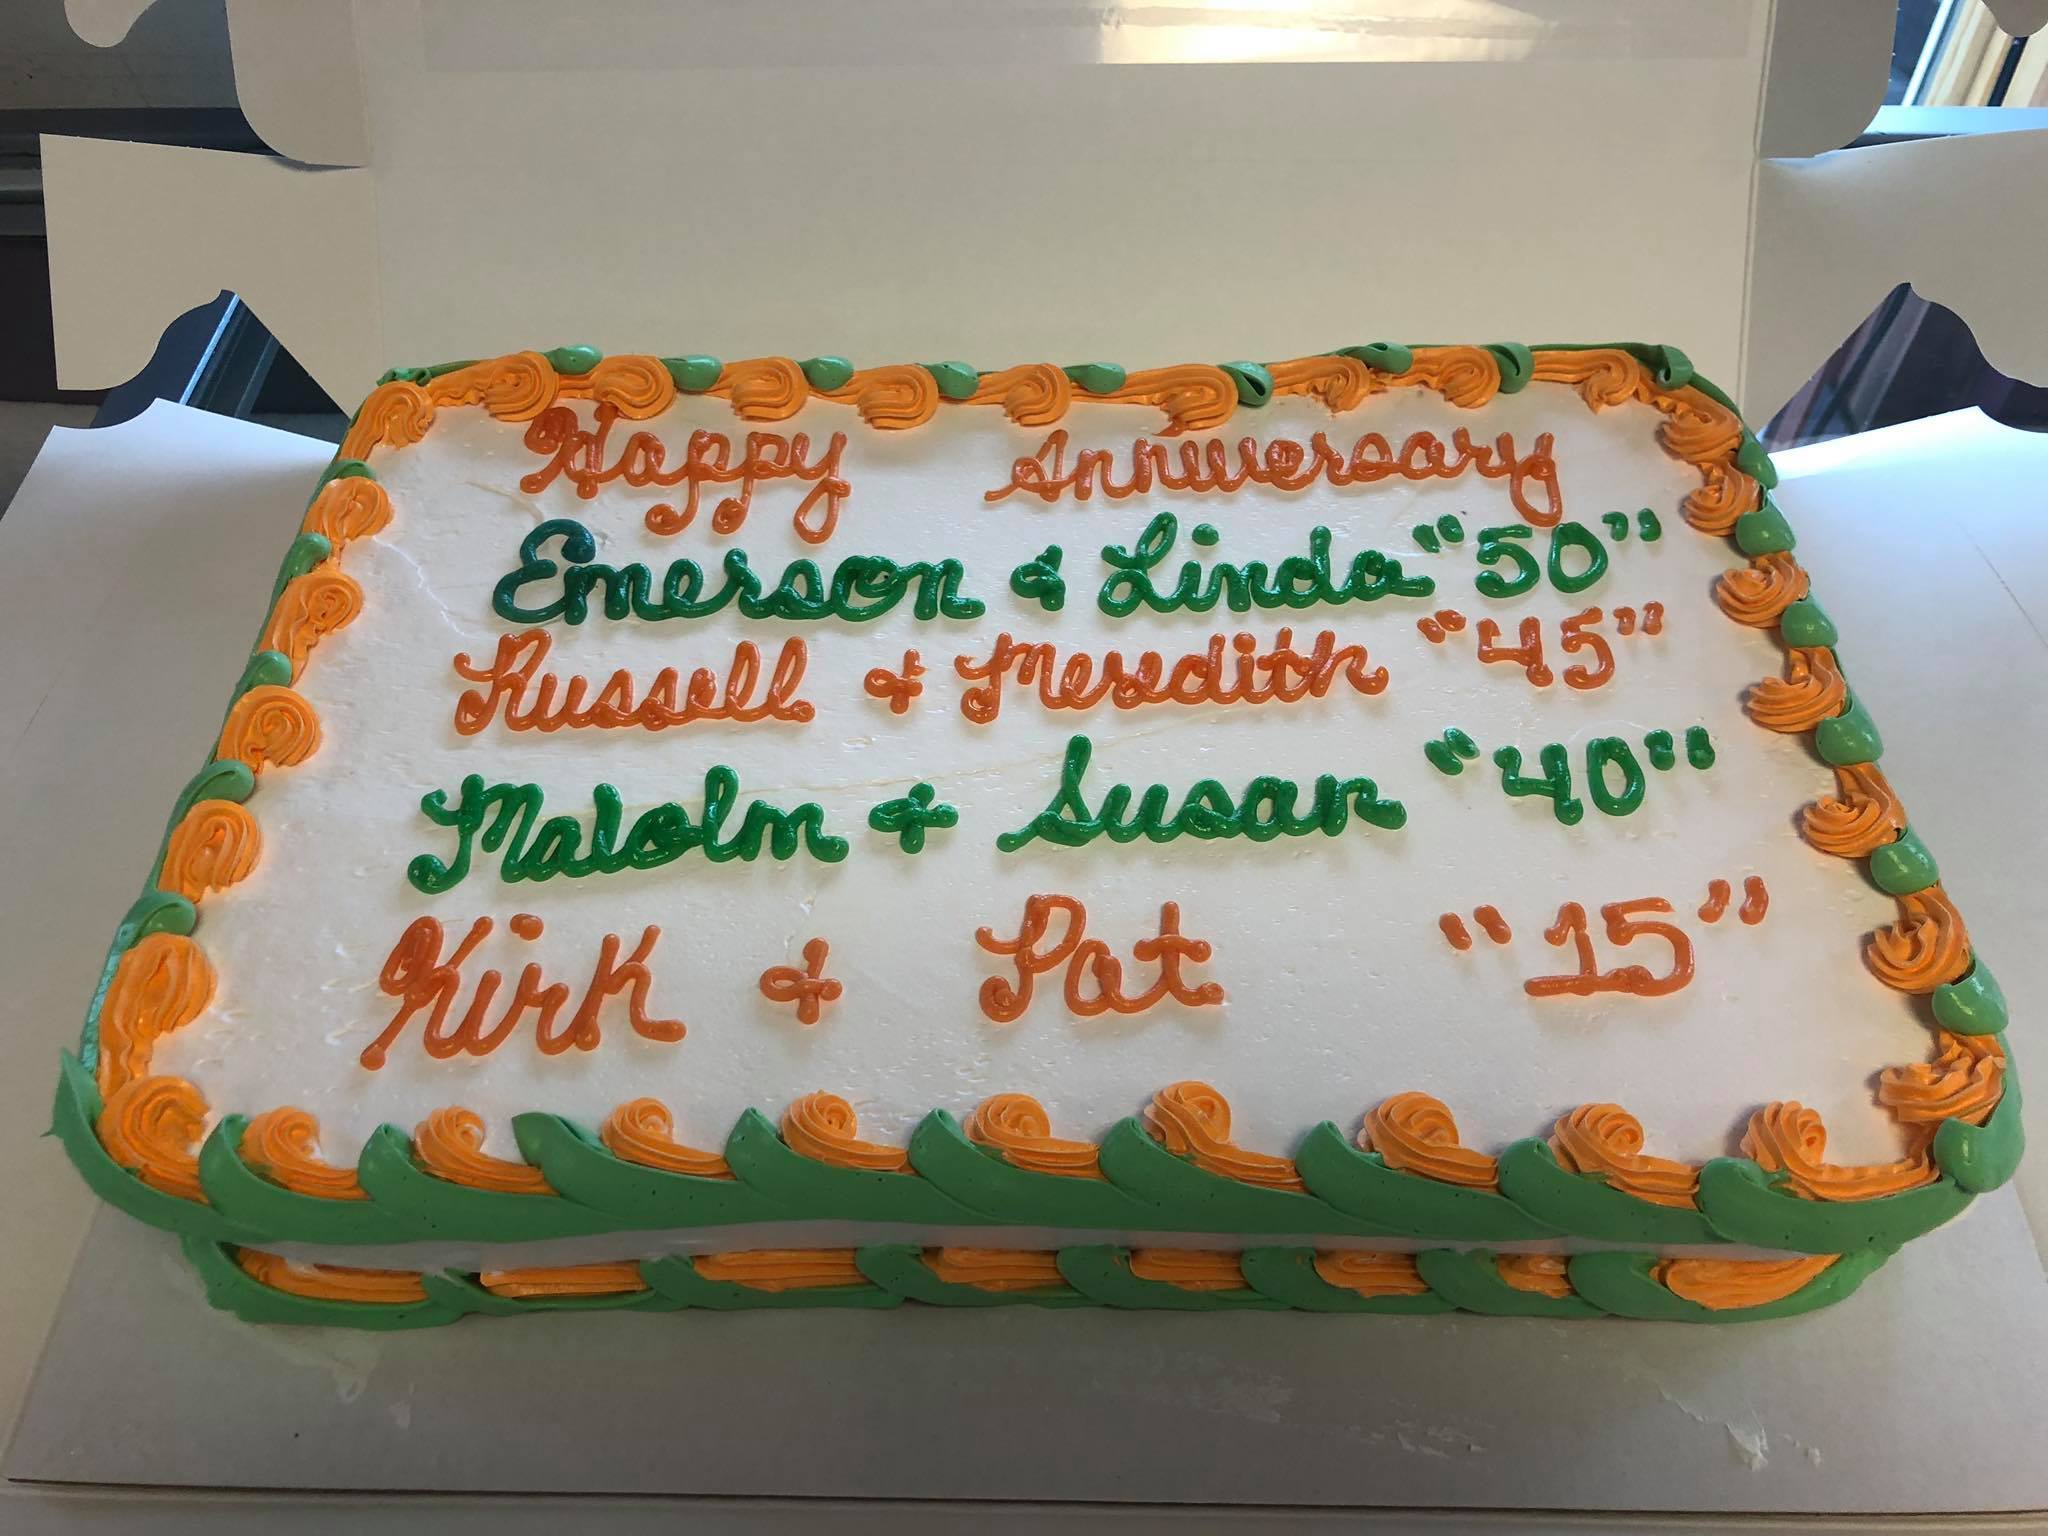 Happy Anniversary
Emerson & Linda "50"
Russell & Meredith "45"
Malolm & Susan "40"
Kirk & Pat "15"